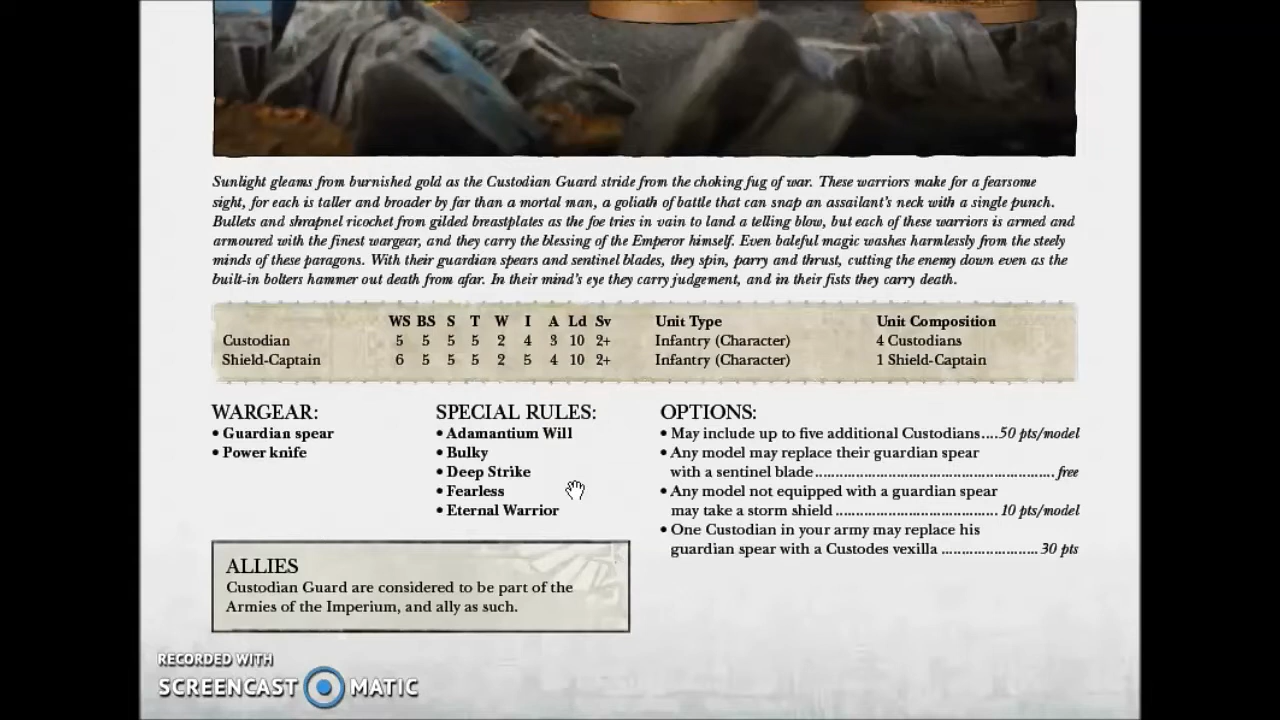 Sunlight gleams from burnished gold as the Custodian Guard stride from the choking fug of war. These warriors make for a fearsome
sight, for each is taller and broader by far than a mortal man, a goliath of battle that can snap an assailant's neck with a single punch.
Bullets and shrapnel ricochet from gilded breastplates as the foe tries in vain to land a telling blow, but each of these warriors is armed and
armoured with the finest wargear, and they carry the blessing of the Emperor himself. Even baleful magic washes harmlessly from the steely
minds of these paragons. With their guardian spears and sentinel blades, they spin, parry and thrust, cutting the enemy down even as the
built-in bolters hammer out death from afar. In their mind's eye they carry judgement, and in their fists they carry death.
WS BS S T W I A Ld Sv Unit Type Unit Composition
Custodian 5 5 5 5 2 4 3 10 2+ Infantry (Character) 4 Custodians
Shield-Captain 6 5 5 5 2 5 4 10 2+ Infantry (Character) 1 Shield-Captain
WARGEAR:
• Guardian spear
• Power knife
SPECIAL RULES:
• Adamantium Will
• Bulky
• Deep Strike
• Fearless
• Eternal Warrior
OPTIONS:
• May include up to five additional Custodians....50 pts/model
• Any model may replace their guardian spear
with a sentinel blade.......................................................... free
• Any model not equipped with a guardian spear
may take a storm shield ....................................... 10 pts/model
• One Custodian in your army may replace his
guardian spear with a Custodes vexilla ....................... 30 pts
ALLIES
Custodian Guard are considered to be part of the
Armies of the Imperium, and ally as such.
RECORDED WITH
SCREENCAST MATIC